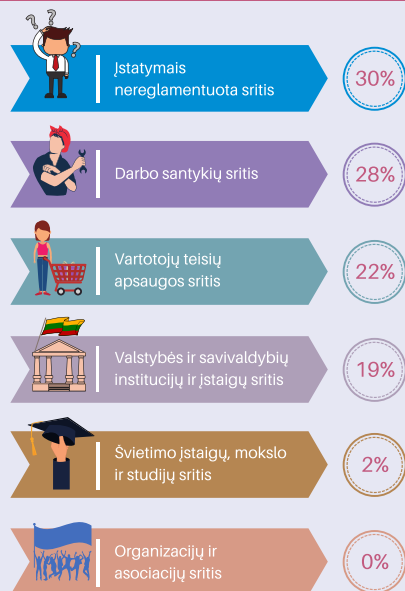 Įstatymais
nereglamentuota sritis
30%
Darbo santykių sritis
28%
Vartotojų teisių
apsaugos sritis
22%
Valstybės ir savivaldybių
institucijų ir įstaigų sritis
19%
Švietimo įstaigų, mokslo
ir studijų sritis
2%
Organizacijų ir
asociacijų sritis
0%